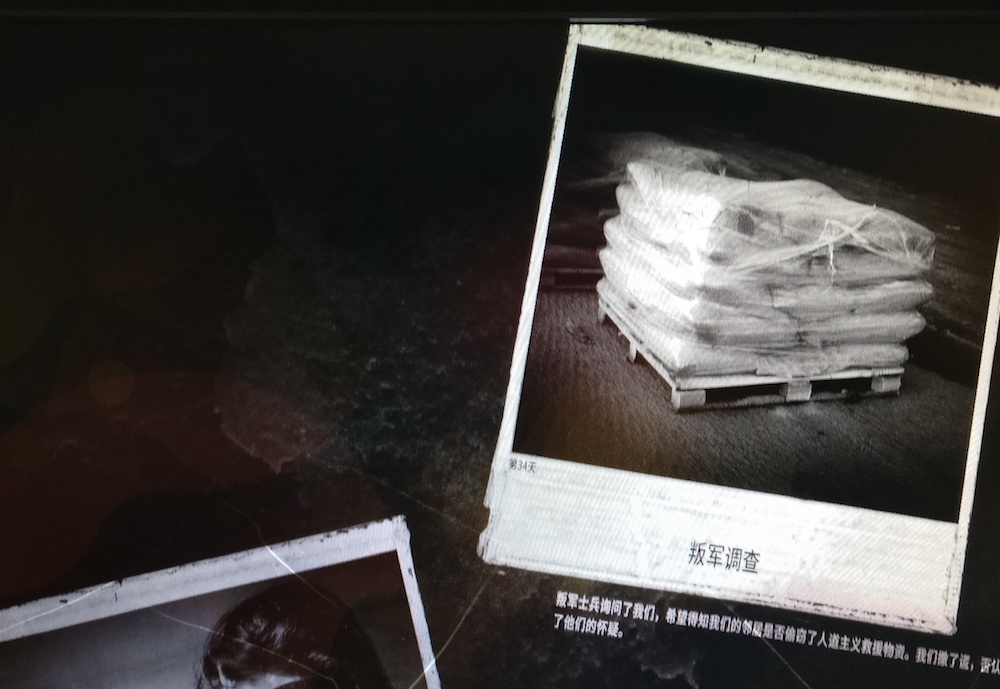 第34天
叛军调查
叛军士兵询问了我们，希望得知我们的邻居是否偷窃了人道主义救援物资。我们撒了谎，否认
了他们的怀疑。